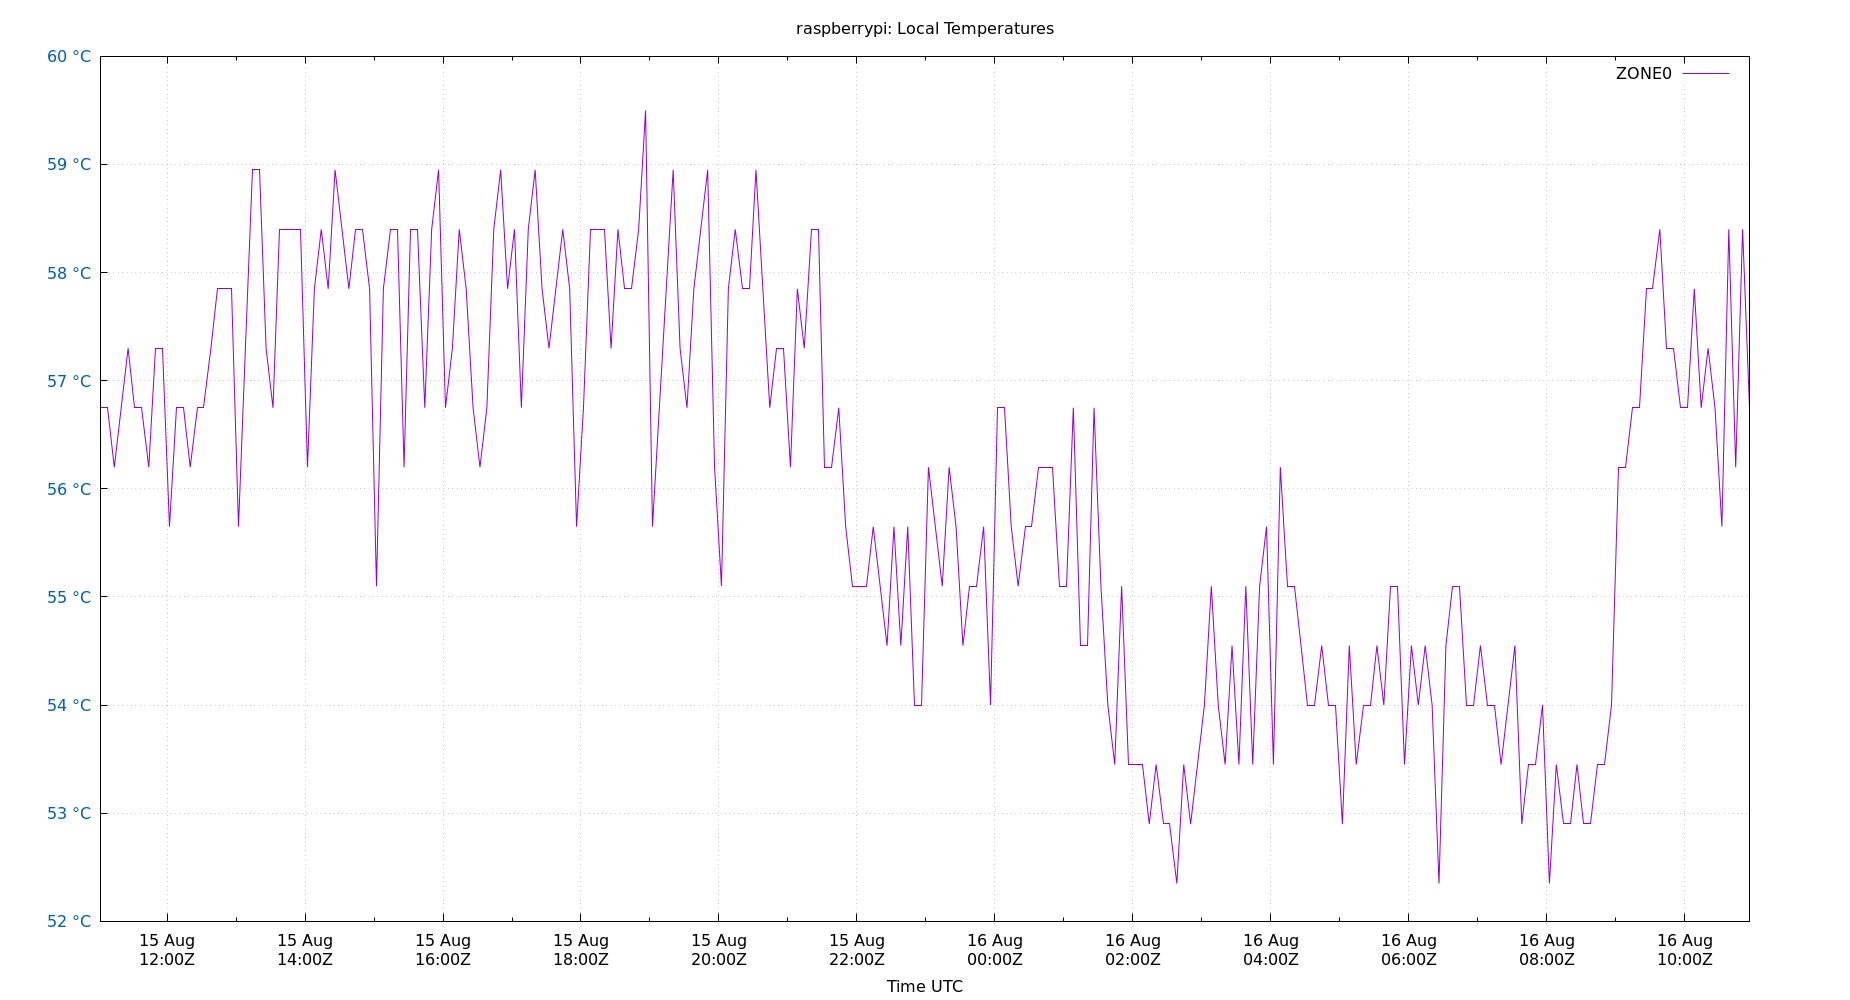 raspberrypi: Local Temperatures
60 °C
ZONE0
59 °C
58 °C
57 °C
56 °C
55 °C
54 °C
53 °C
52 °C
15 Aug 15 Aug 15 Aug 15 Aug 15 Aug 15 Aug 16 Aug 16 Aug 16 Aug 16 Aug 16 Aug 16 Aug
12:00Z 14:00Z 16:00Z 18:00Z 20:00Z 22:00Z 00:00Z 02:00Z 04:00Z 06:00Z 08:00Z 10:00Z
Time UTC